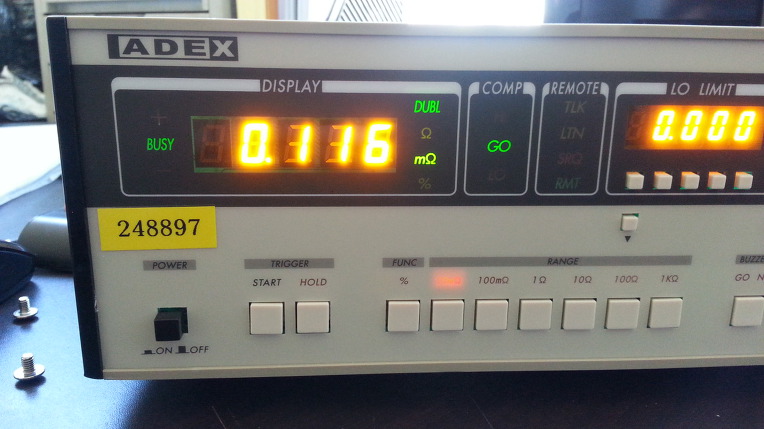 ADEX
DISPLAY
COMP
REMOTE
LO LIMIT
+
DUBL
TLK
BUSY
0.116
Ω
GO
LTN
0.000
mΩ
SRQ
%
LO
RMT
248897
POWER
TRIGGER
FUNC
RANGE
START
HOLD
%
100mΩ
1Ω
10Ω
100Ω
1KΩ
GO
ON
OFF